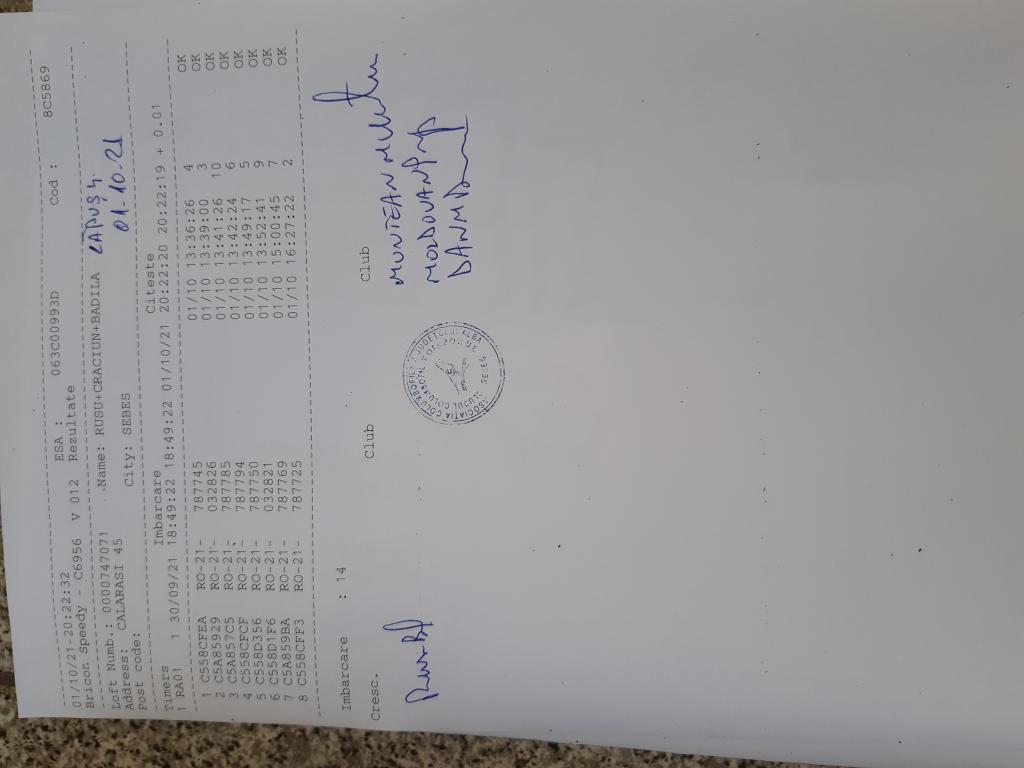 01/10/21-20:22:32 ESA : 063C00993D Cod : 8C5869
Bricon Speedy - C6956 V 012 Rezultate
Loft Numb.: 0000747071 Name: RUSU+CRACIUN+BADILA
Address: CALARASI 45 City: SEBES 01-10-21
Post code:
Timers Imbarcare Citeste
1 RA01 1 30/09/21 18:49:22 18:49:22 01/10/21 20:22:20 20:22:19 + 0.01
1 C558CFEA RO-21- 787745 01/10 13:36:26 4 OK
2 C5A85929 RO-21- 032826 01/10 13:39:00 3 OK
3 C5A857C5 RO-21- 787785 01/10 13:41:26 10 OK
4 C558CFCF RO-21- 787794 01/10 13:42:24 6 OK
5 C558D356 RO-21- 787750 01/10 13:49:17 5 OK
6 C558D1F6 RO-21- 032821 01/10 13:52:41 9 OK
7 C5A859BA RO-21- 787769 01/10 15:00:45 7 OK
8 C558CFF3 RO-21- 787725 01/10 16:27:22 2 OK
Imbarcare : 14
Cresc. Club Club
MUNTEAN
MOLDOVAN
DAN M
SEBEȘ